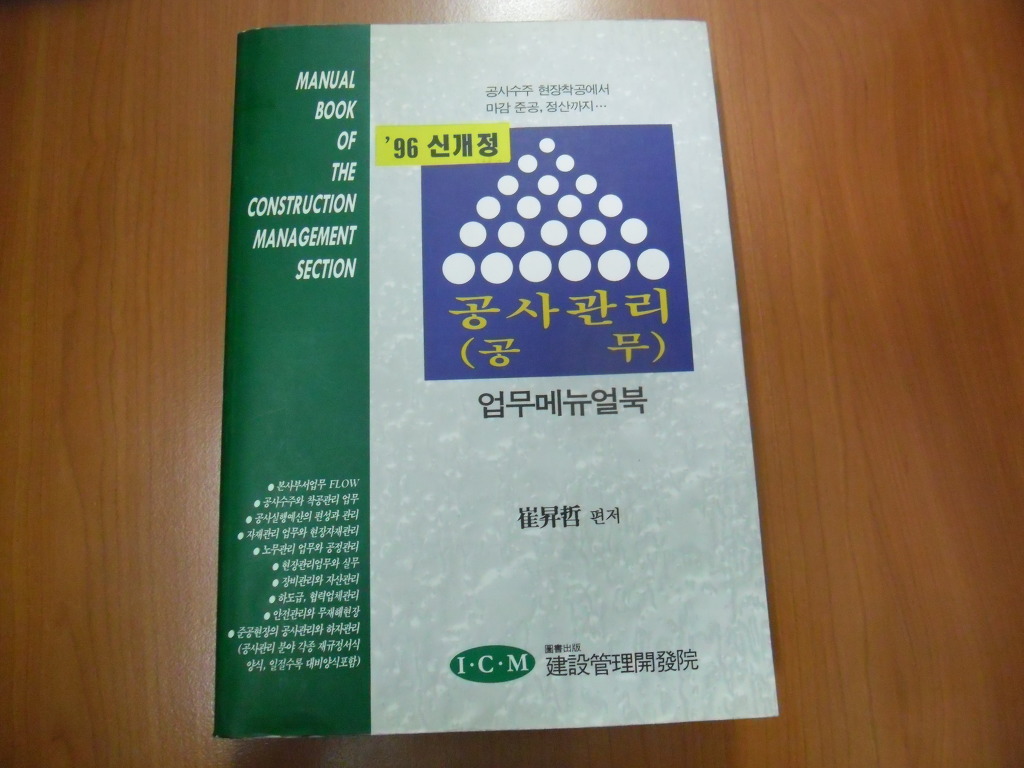 MANUAL
BOOK
OF
THE
CONSTRUCTION
MANAGEMENT
SECTION
공사수주 현장착공에서
마감 준공, 정산까지…
'96 신개정
공사관리
(공 무)
업무메뉴얼북
崔昇哲 편저
● 본사부서업무 FLOW
● 공사수주와 착공관리 업무
● 공사실행예산의 편성과 관리
● 자재관리 업무와 현장자재관리
● 노무관리 업무와 공정관리
● 현장관리업무와 실무
● 장비관리와 자산관리
● 하도급, 협력업체관리
● 안전관리와 무재해현장
● 준공현장의 공사관리와 하자관리
(공사관리 분야 각종 제규정서식
양식, 일절수록 대비양식포함)
I·C·M
圖書出版
建設管理開發院